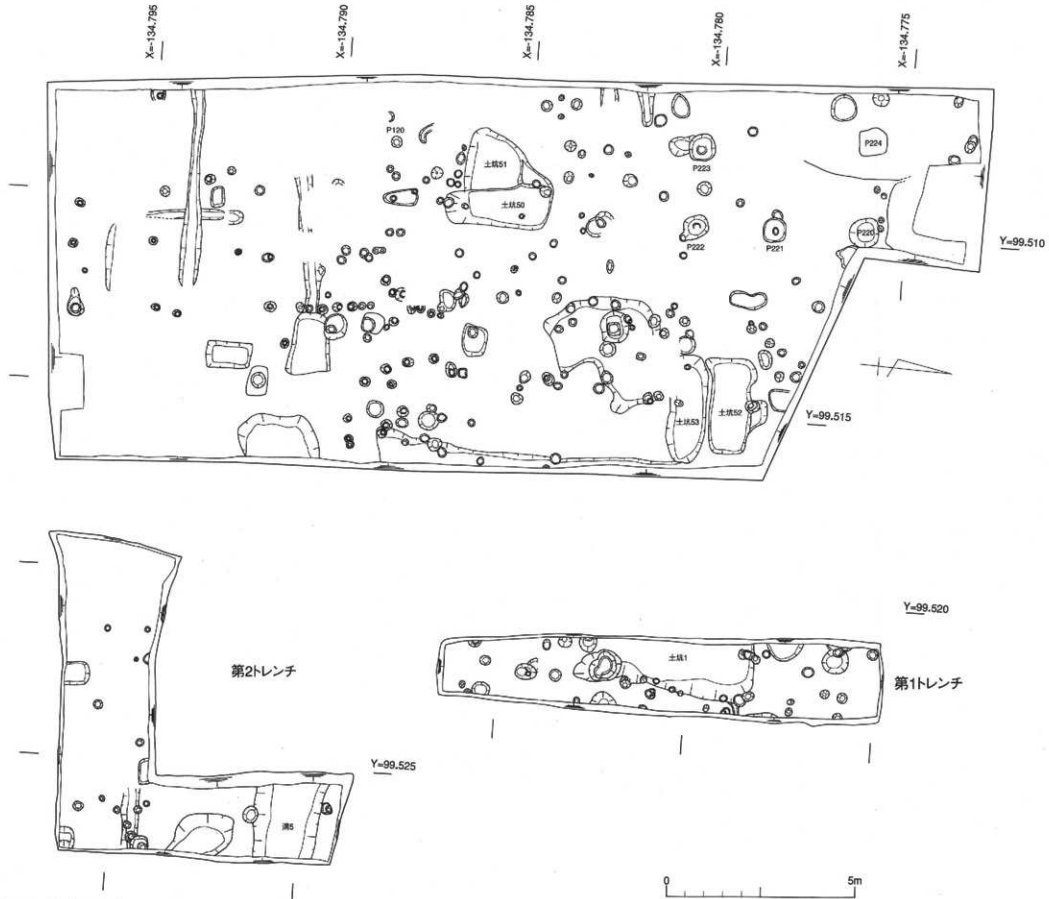 X=-134.795
X=-134.790
X=-134.785
X=-134.780
X=-134.775
P120
土坑51
土坑50
P223
P224
P222
P221
P220
Y=99.510
土坑52
土坑53
Y=99.515
第2トレンチ
Y=99.520
土坑1
第1トレンチ
Y=99.525
溝5
0
5m